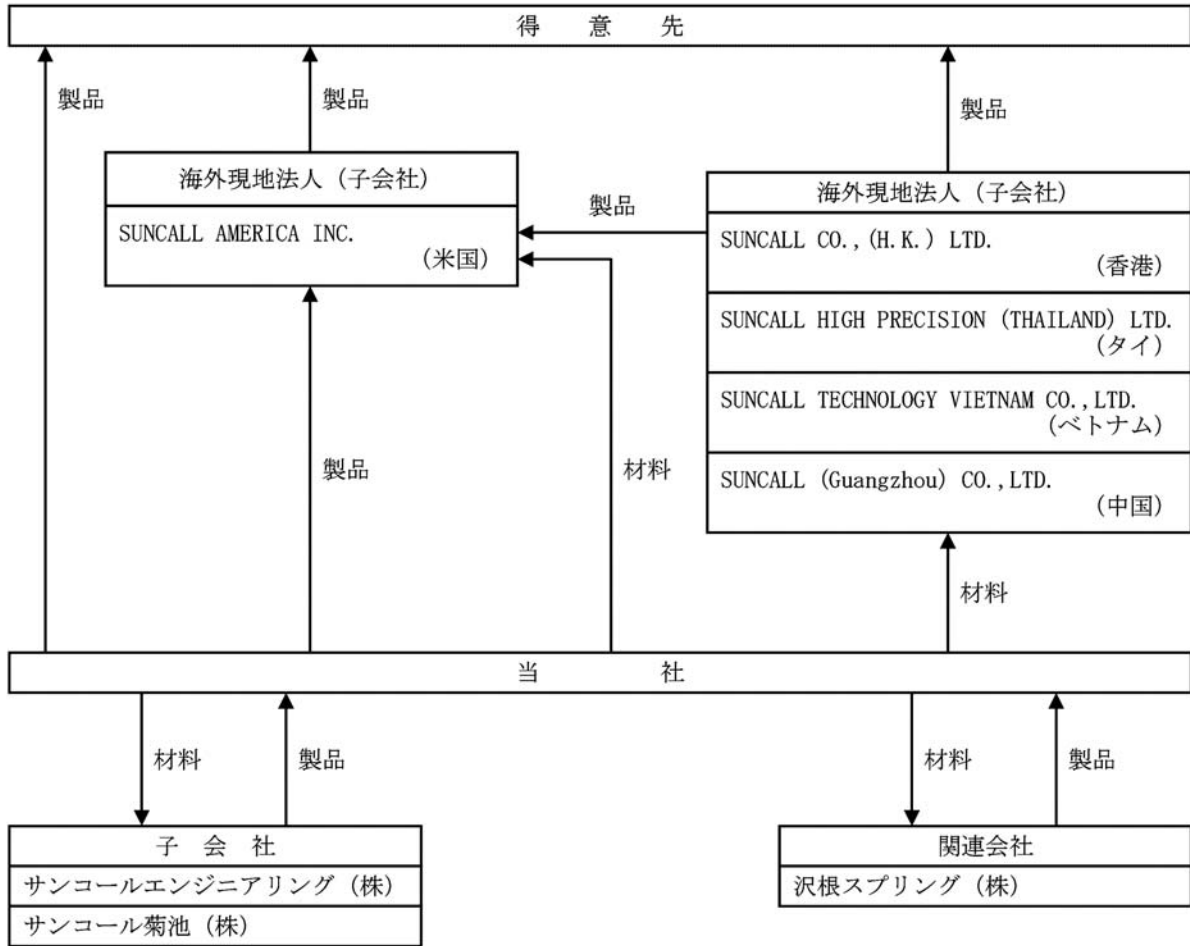 得　意　先
製品
製品
製品
海外現地法人（子会社）
SUNCALL AMERICA INC.
（米国）
製品
海外現地法人（子会社）
SUNCALL CO.,(H.K.) LTD.
（香港）
SUNCALL HIGH PRECISION (THAILAND) LTD.
（タイ）
SUNCALL TECHNOLOGY VIETNAM CO.,LTD.
（ベトナム）
SUNCALL (Guangzhou) CO.,LTD.
（中国）
製品
材料
材料
当　社
材料
製品
材料
製品
子　会　社
サンコールエンジニアリング（株）
サンコール菊池（株）
関連会社
沢根スプリング（株）